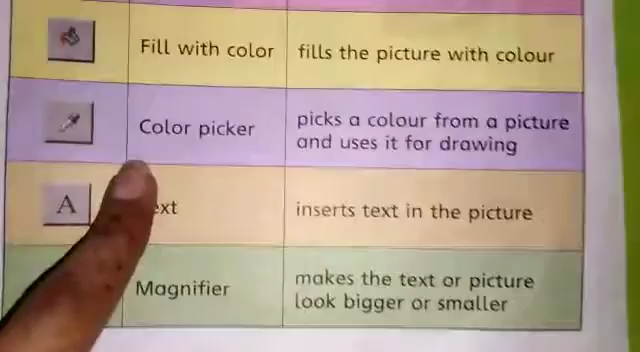 Fill with color
fills the picture with colour
Color picker
picks a colour from a picture
and uses it for drawing
A
inserts text in the picture
Magnifier
makes the text or picture
look bigger or smaller